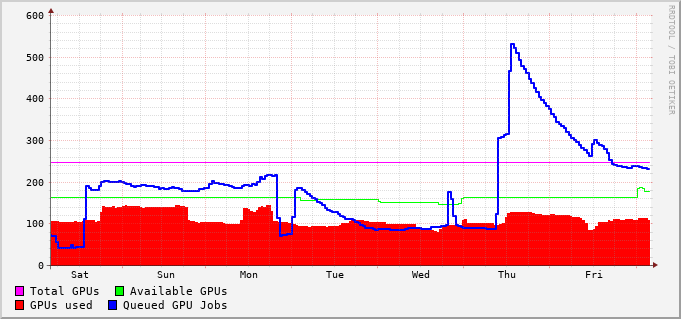 600
500
400
300
200
100
0
Sat Sun Mon Tue Wed Thu Fri
Total GPUs Available GPUs
GPUs used Queued GPU Jobs
RRDTOOL / TOBI OETIKER